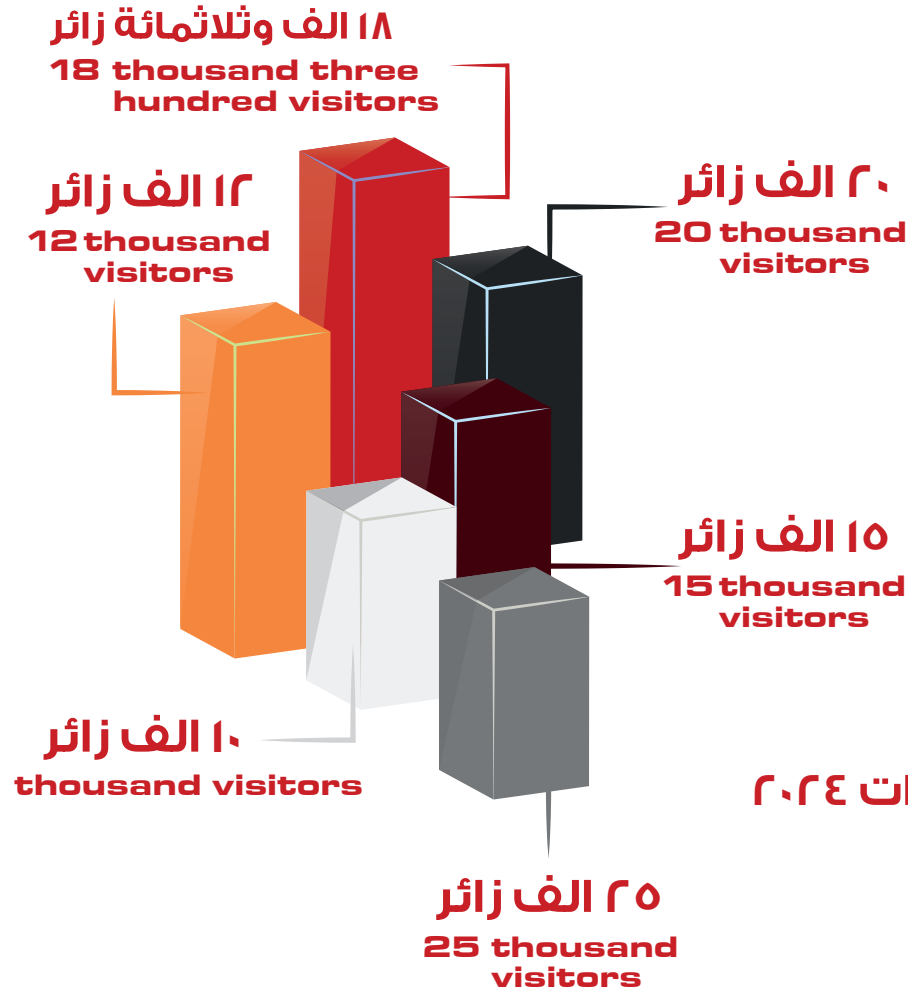 ١٨ الف وثلاثمائة زائر
18 thousand three
hundred visitors
١٢ الف زائر
12 thousand
visitors
٢٠ الف زائر
20 thousand
visitors
١٥ الف زائر
15 thousand
visitors
١٠ الف زائر
thousand visitors
ات ٢٠٢٤
٢٥ الف زائر
25 thousand
visitors